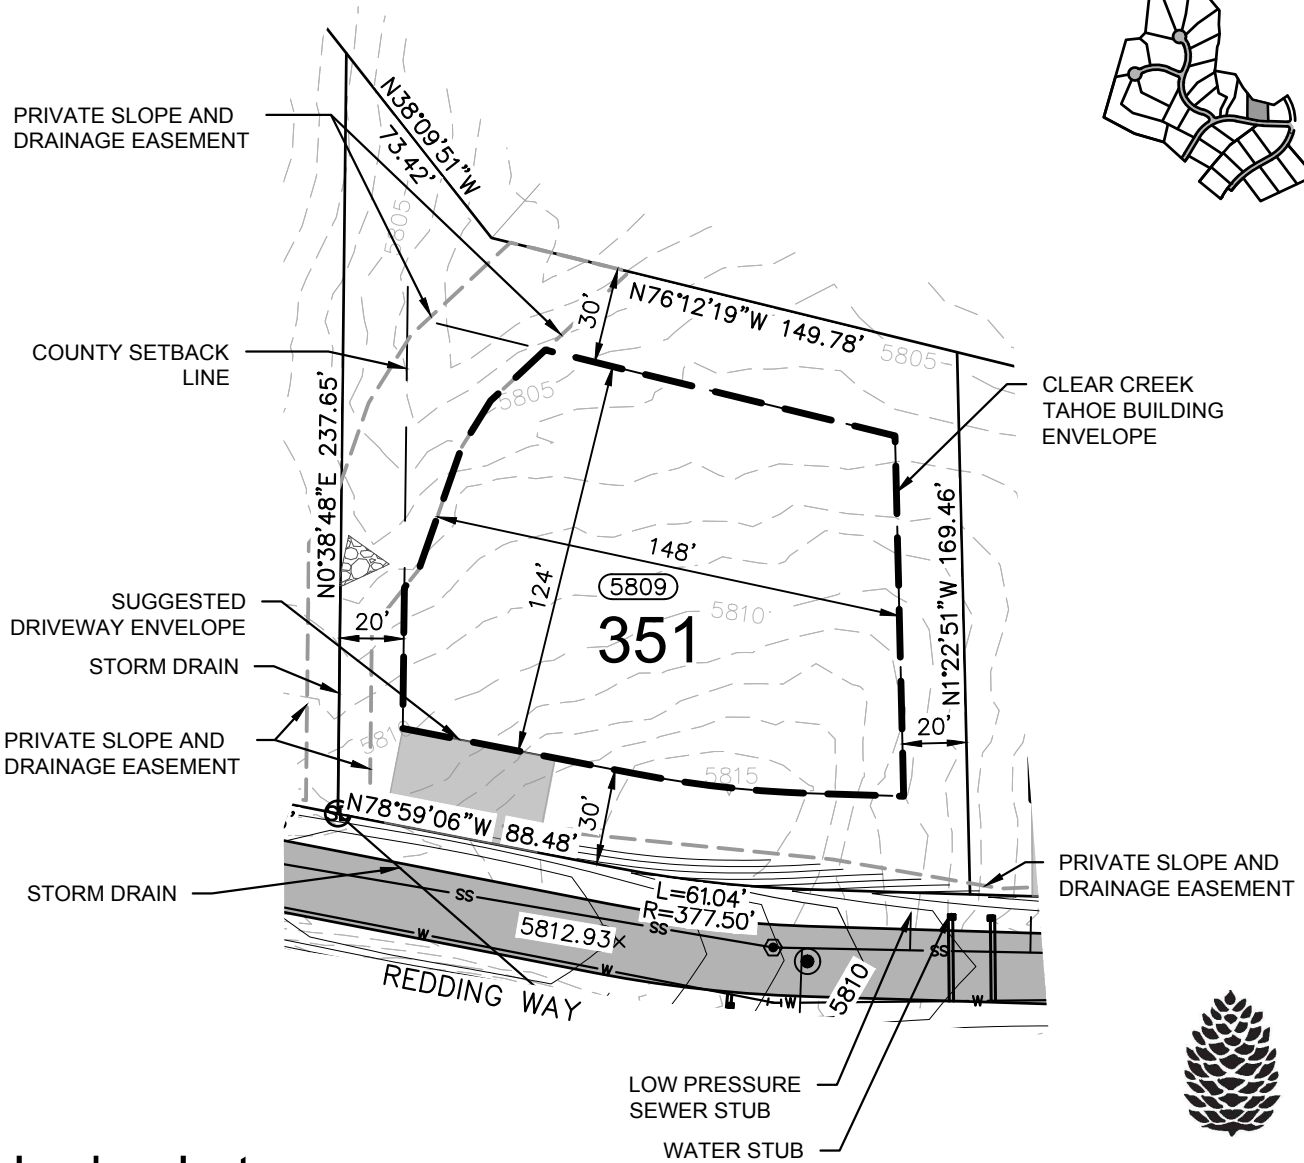 PRIVATE SLOPE AND
DRAINAGE EASEMENT
N38°09'51"W
73.42'
5805
COUNTY SETBACK
LINE
30'
N76°12'19"W 149.78'
5805
5805
CLEAR CREEK
TAHOE BUILDING
ENVELOPE
N0°38'48"E 237.65'
148'
124'
5809
351
5810
N1°22'51"W 169.46'
SUGGESTED
DRIVEWAY ENVELOPE
20'
STORM DRAIN
PRIVATE SLOPE AND
DRAINAGE EASEMENT
20'
5815
30'
N78°59'06"W 88.48'
PRIVATE SLOPE AND
DRAINAGE EASEMENT
STORM DRAIN
L=61.04'
R=377.50'
SS
SS
SS
5812.93×
W
W
W
W
5810
REDDING WAY
LOW PRESSURE
SEWER STUB
WATER STUB